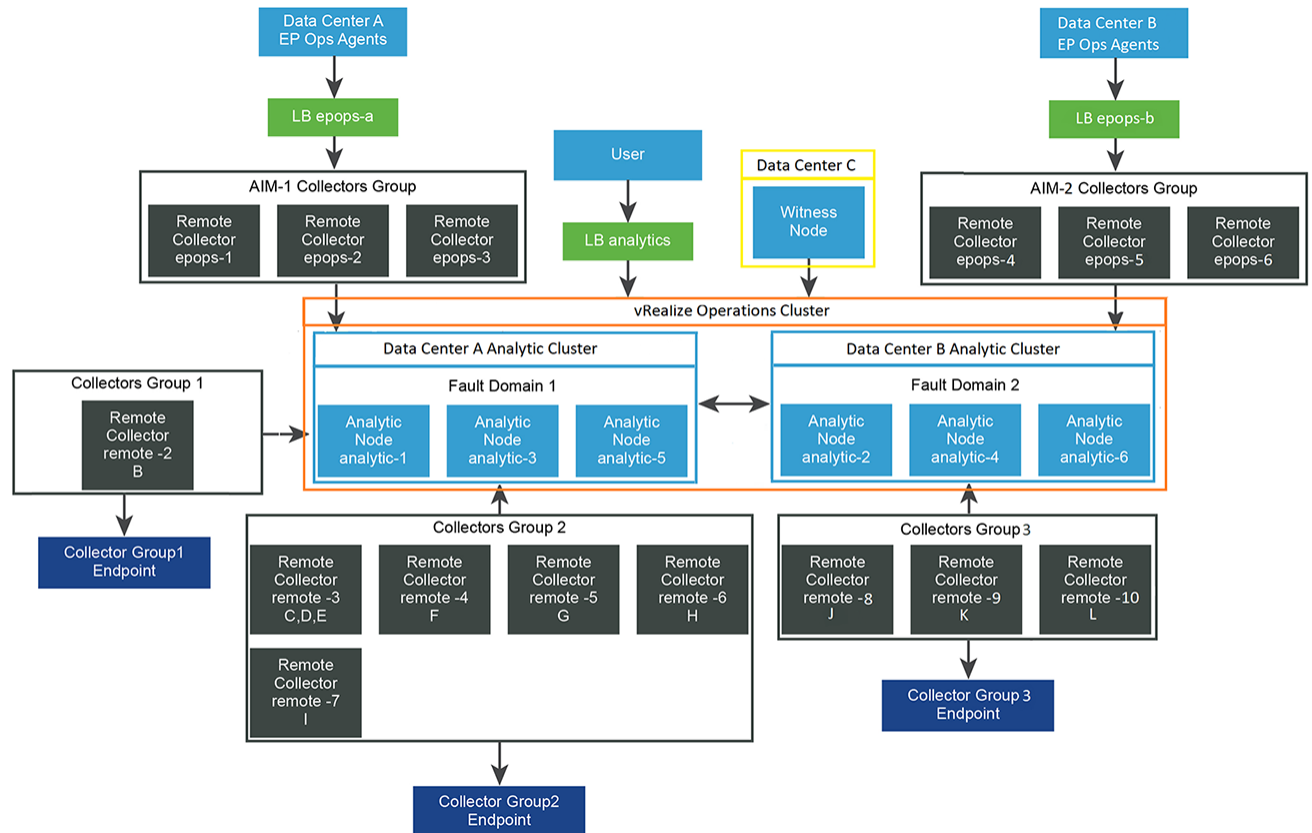 Data Center A
EP Ops Agents
Data Center B
EP Ops Agents
LB epops-a
LB epops-b
User
Data Center C
Witness
Node
LB analytics
AIM-1 Collectors Group
Remote
Collector
epops-1
Remote
Collector
epops-2
Remote
Collector
epops-3
AIM-2 Collectors Group
Remote
Collector
epops-4
Remote
Collector
epops-5
Remote
Collector
epops-6
vRealize Operations Cluster
Data Center A Analytic Cluster
Fault Domain 1
Analytic
Node
analytic-1
Analytic
Node
analytic-3
Analytic
Node
analytic-5
Data Center B Analytic Cluster
Fault Domain 2
Analytic
Node
analytic-2
Analytic
Node
analytic-4
Analytic
Node
analytic-6
Collectors Group 1
Remote
Collector
remote -2
B
Collector Group1
Endpoint
Collectors Group 2
Remote
Collector
remote -3
C,D,E
Remote
Collector
remote -4
F
Remote
Collector
remote -5
G
Remote
Collector
remote -6
H
Remote
Collector
remote -7
I
Collector Group2
Endpoint
Collectors Group 3
Remote
Collector
remote -8
J
Remote
Collector
remote -9
K
Remote
Collector
remote -10
L
Collector Group 3
Endpoint